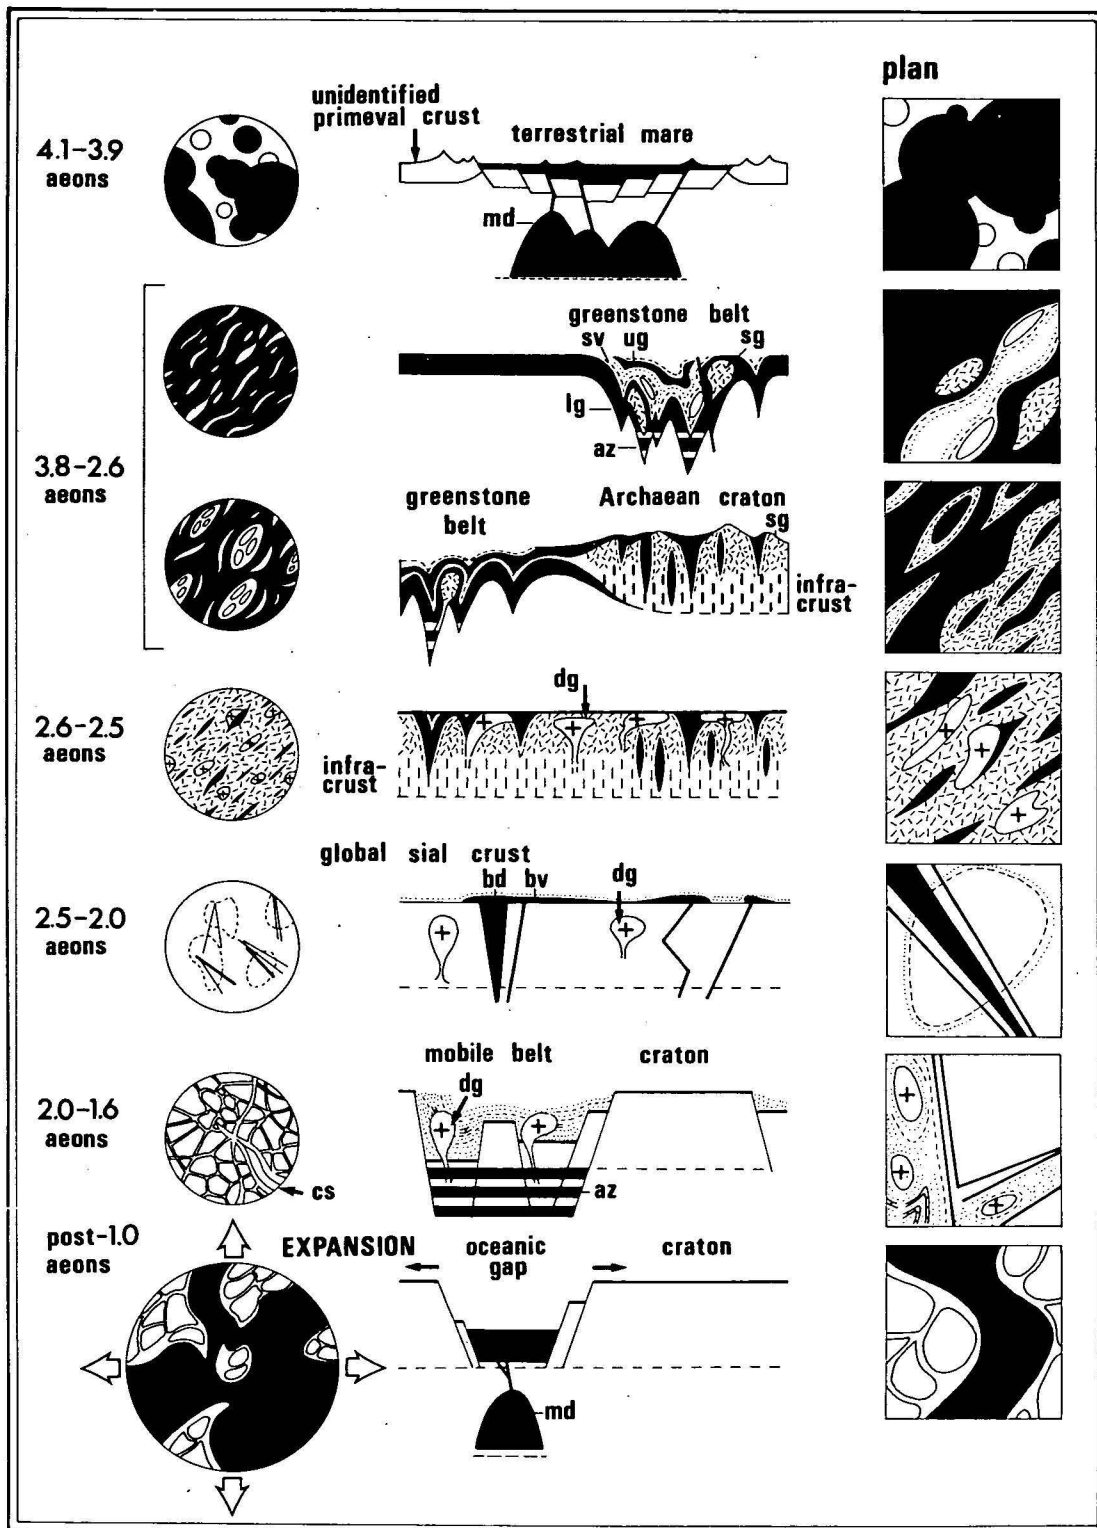 plan
unidentified
primeval crust
terrestrial mare
4.1-3.9
aeons
md
greenstone belt
sv ug sg
lg
az
3.8-2.6
aeons
greenstone
belt
Archaean craton
sg
infra-
crust
2.6-2.5
aeons
dg
infra-
crust
global sial crust
bd bv
dg
2.5-2.0
aeons
mobile belt
craton
dg
2.0-1.6
aeons
cs
az
post-1.0
aeons
EXPANSION
oceanic
gap
craton
md